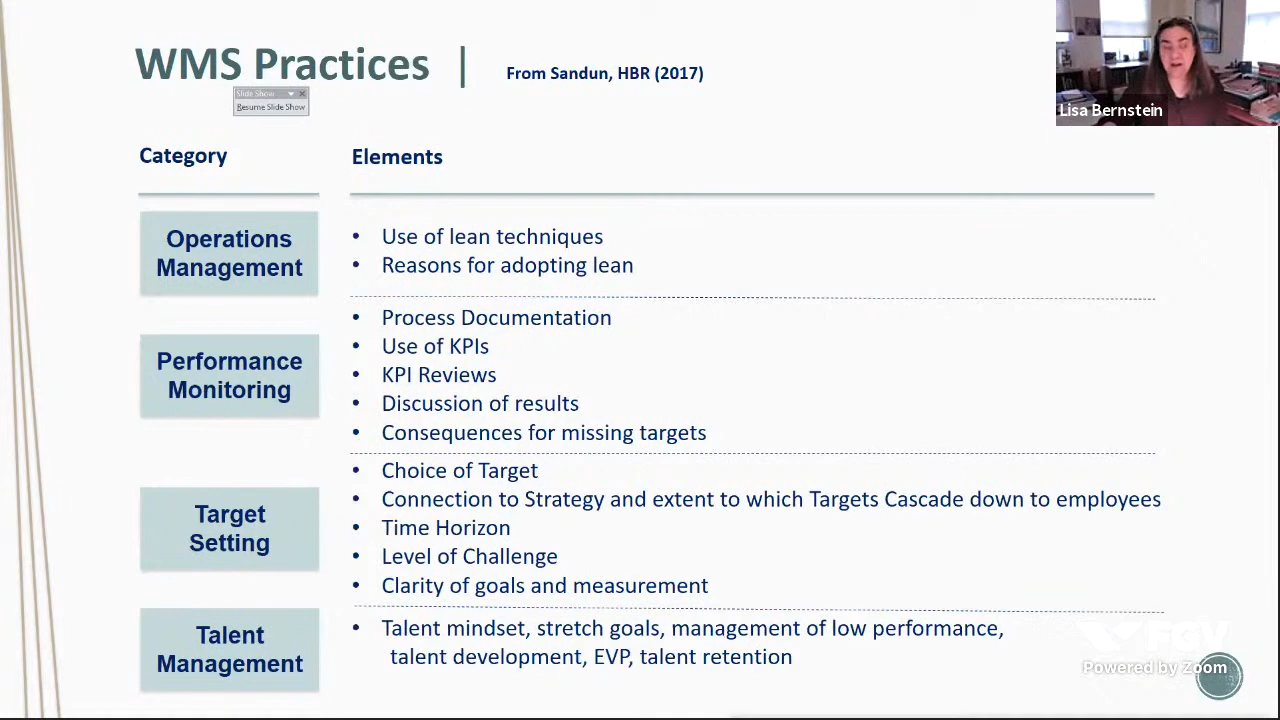 WMS Practices |
From Sandun, HBR (2017)
Slide Show
Resume Slide Show
Lisa Bernstein
Category
Elements
Operations
Management
• Use of lean techniques
• Reasons for adopting lean
Performance
Monitoring
• Process Documentation
• Use of KPIs
• KPI Reviews
• Discussion of results
• Consequences for missing targets
Target
Setting
• Choice of Target
• Connection to Strategy and extent to which Targets Cascade down to employees
• Time Horizon
• Level of Challenge
• Clarity of goals and measurement
Talent
Management
• Talent mindset, stretch goals, management of low performance,
talent development, EVP, talent retention
FGV
Powered by Zoom